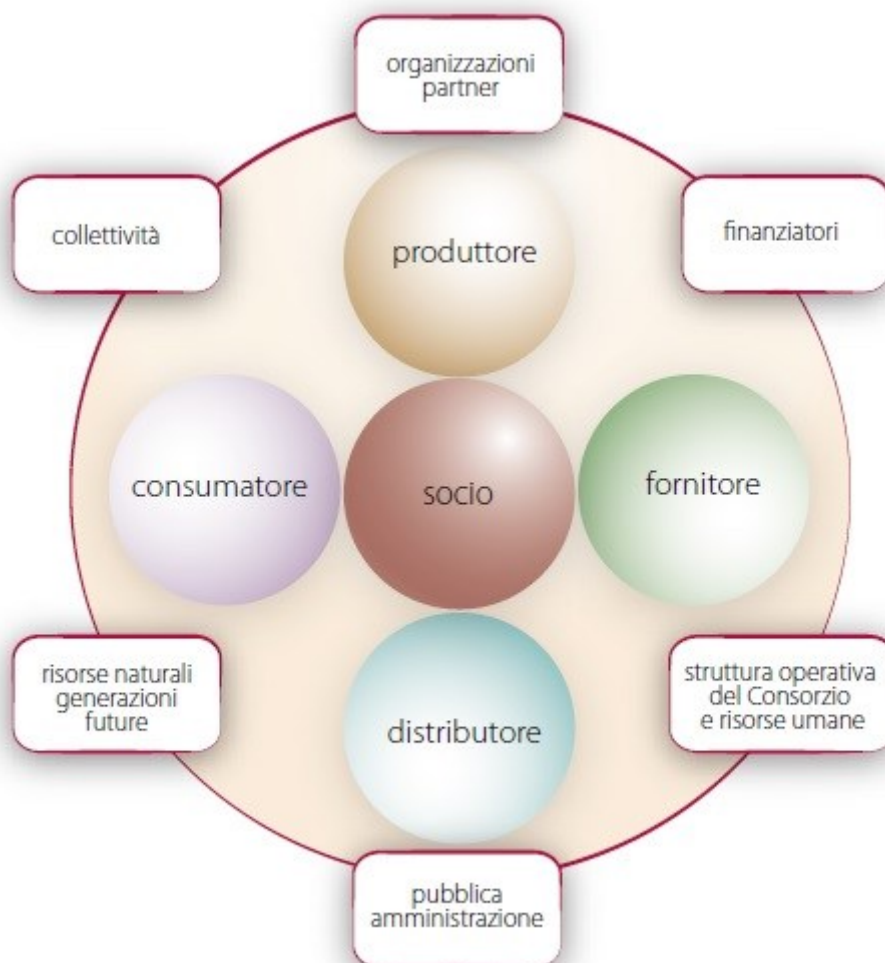 organizzazioni
partner
collettività
finanziatori
produttore
consumatore
socio
fornitore
risorse naturali
generazioni
future
struttura operativa
del Consorzio
e risorse umane
distributore
pubblica
amministrazione